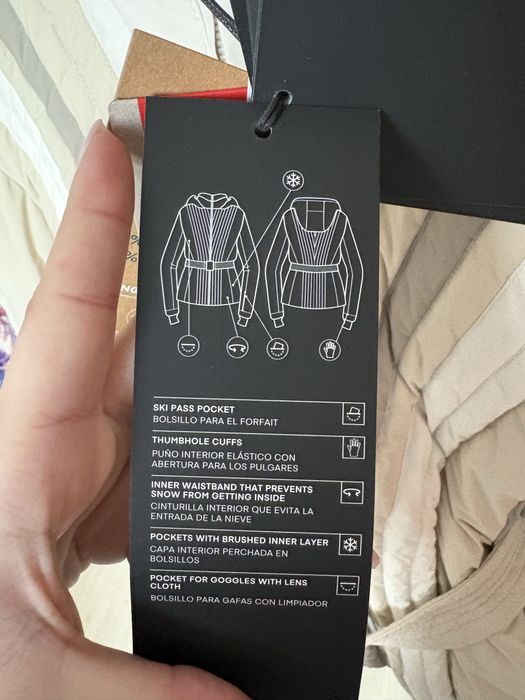 %
%
NG
SKI PASS POCKET
BOLSILLO PARA EL FORFAIT
THUMBHOLE CUFFS
PUÑO INTERIOR ELÁSTICO CON
ABERTURA PARA LOS PULGARES
INNER WAISTBAND THAT PREVENTS
SNOW FROM GETTING INSIDE
CINTURILLA INTERIOR QUE EVITA LA
ENTRADA DE LA NIEVE
POCKETS WITH BRUSHED INNER LAYER
CAPA INTERIOR PERCHADA EN
BOLSILLOS
POCKET FOR GOGGLES WITH LENS
CLOTH
BOLSILLO PARA GAFAS CON LIMPIADOR